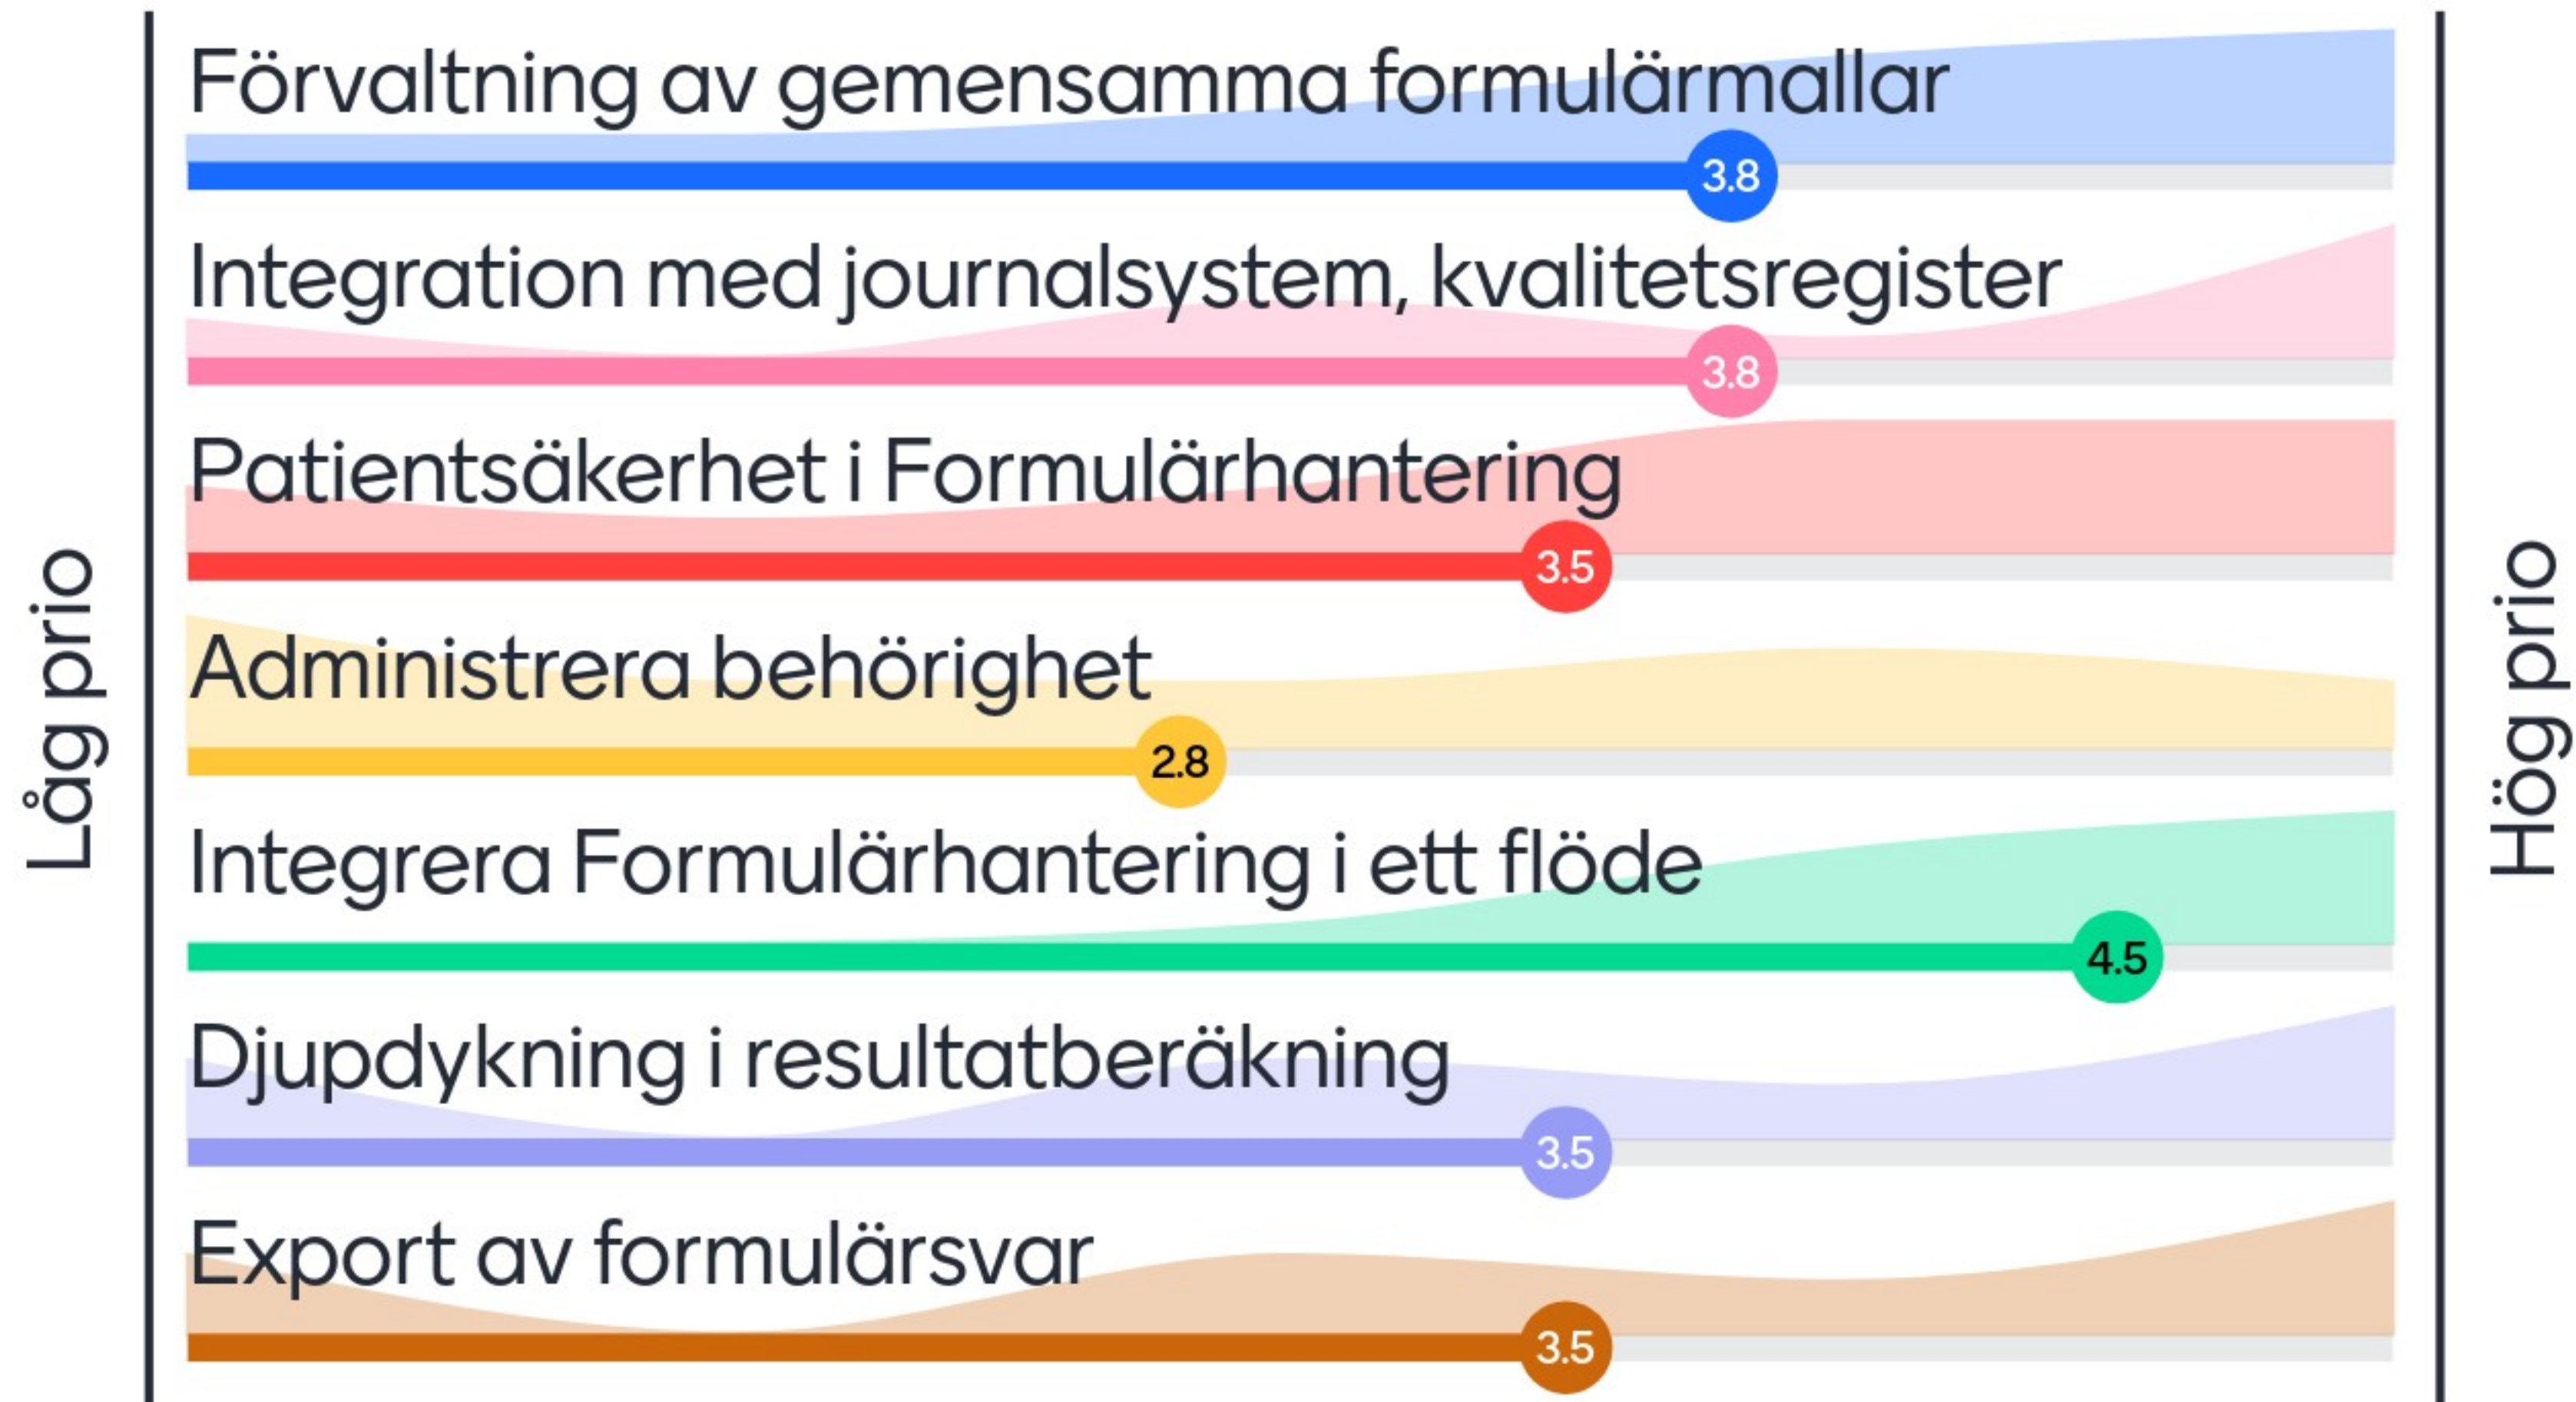 Förvaltning av gemensamma formulärmallar
3.8
Integration med journalsystem, kvalitetsregister
3.8
Patientsäkerhet i Formulärhantering
3.5
Administrera behörighet
2.8
Integrera Formulärhantering i ett flöde
4.5
Djupdykning i resultatberäkning
3.5
Export av formulärsvar
3.5
Låg prio
Hög prio